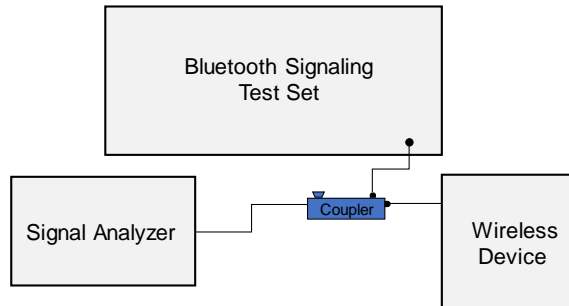 Bluetooth Signaling
Test Set
Coupler
Signal Analyzer
Wireless
Device